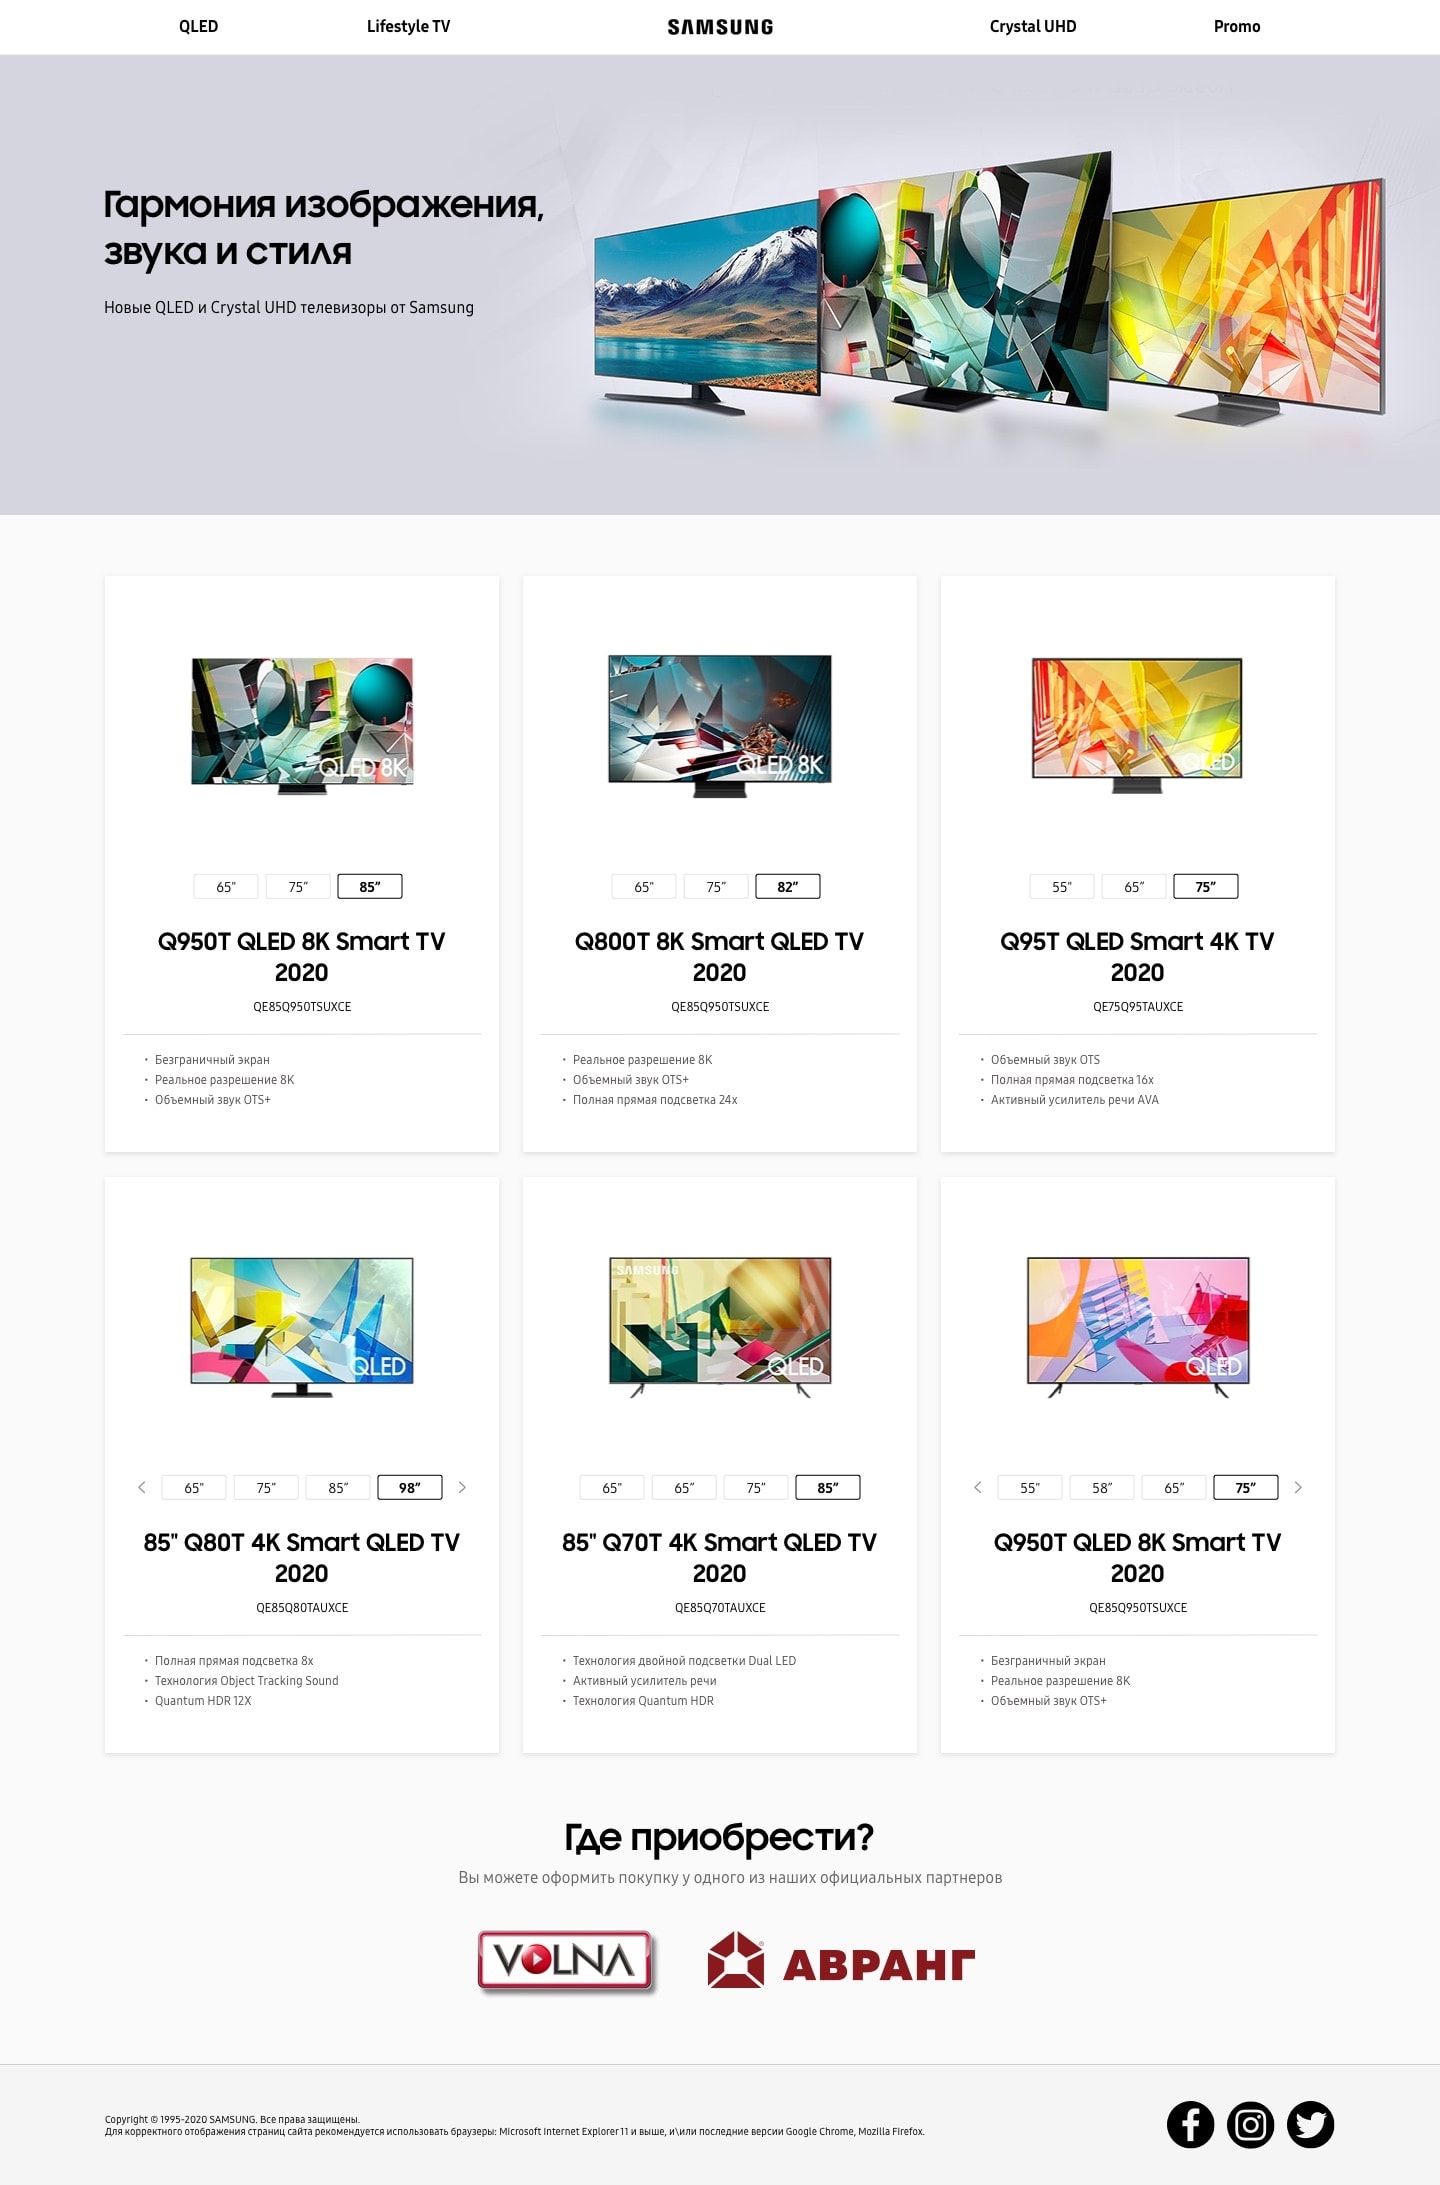 QLED
Lifestyle TV
SAMSUNG
Crystal UHD
Promo
Гармония изображения,
звука и стиля
Новые QLED и Crystal UHD телевизоры от Samsung
QLED 8K
QLED 8K
QLED
65"
75”
85”
65"
75”
82”
55"
65”
75”
Q950T QLED 8K Smart TV
2020
QE85Q950TSUXCE
Q800T 8K Smart QLED TV
2020
QE85Q950TSUXCE
Q95T QLED Smart 4K TV
2020
QE75Q95TAUXCE
• Безграничный экран
• Реальное разрешение 8K
• Объемный звук OTS+
• Реальное разрешение 8K
• Объемный звук OTS+
• Полная прямая подсветка 24x
• Объемный звук OTS
• Полная прямая подсветка 16x
• Активный усилитель речи AVA
QLED
SAMSUNG
QLED
QLED
65"
75”
85”
98”
65"
65”
75”
85”
55"
58”
65”
75”
85" Q80T 4K Smart QLED TV
2020
QE85Q80TAUXCE
85" Q70T 4K Smart QLED TV
2020
QE85Q70TAUXCE
Q950T QLED 8K Smart TV
2020
QE85Q950TSUXCE
• Полная прямая подсветка 8x
• Технология Object Tracking Sound
• Quantum HDR 12X
• Технология двойной подсветки Dual LED
• Активный усилитель речи
• Технология Quantum HDR
• Безграничный экран
• Реальное разрешение 8K
• Объемный звук OTS+
Где приобрести?
Вы можете оформить покупку у одного из наших официальных партнеров
VOLNA
АВРАНГ
Copyright © 1995-2020 SAMSUNG. Все права защищены.
Для корректного отображения страниц сайта рекомендуется использовать браузеры: Microsoft Internet Explorer 11 и выше, и\или последние версии Google Chrome, Mozilla Firefox.